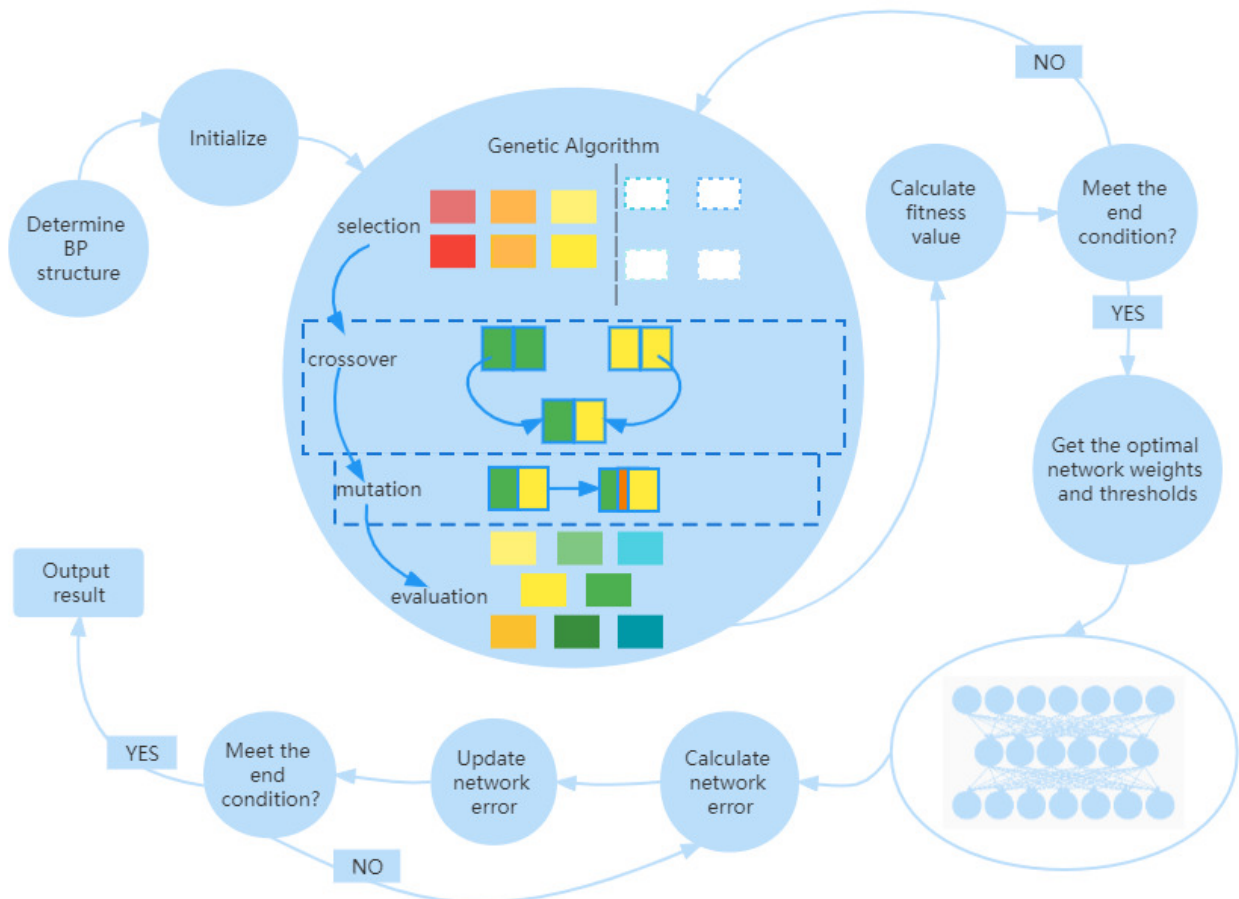 Determine
BP
structure
Initialize
Genetic Algorithm
selection
crossover
mutation
evaluation
Calculate
fitness
value
Meet the
end
condition?
NO
YES
Get the optimal
network weights
and thresholds
Calculate
network
error
Update
network
error
Meet the
end
condition?
NO
YES
Output
result